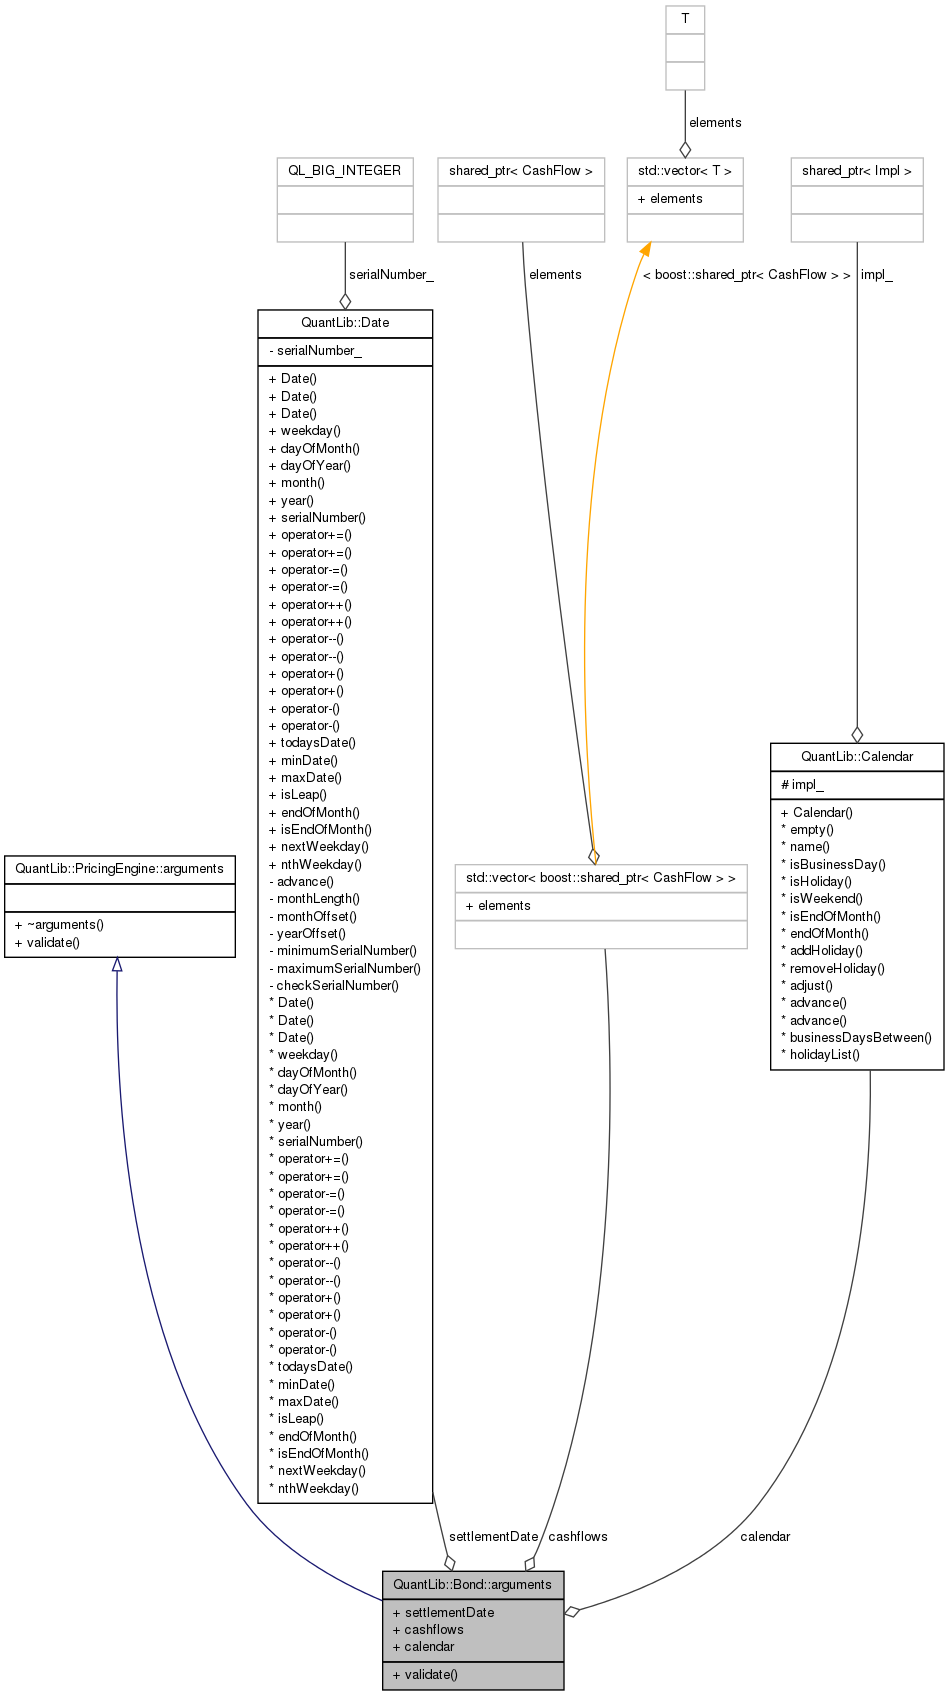 T
elements
QL_BIG_INTEGER
shared_ptr< CashFlow >
std::vector< T >
+ elements
shared_ptr< Impl >
serialNumber_
elements
< boost::shared_ptr< CashFlow > >
impl_
QuantLib::Date
- serialNumber_
+ Date()
+ Date()
+ Date()
+ weekday()
+ dayOfMonth()
+ dayOfYear()
+ month()
+ year()
+ serialNumber()
+ operator+=()
+ operator+=()
+ operator-=()
+ operator-=()
+ operator++()
+ operator++()
+ operator--()
+ operator--()
+ operator+()
+ operator+()
+ operator-()
+ operator-()
+ todaysDate()
+ minDate()
+ maxDate()
+ isLeap()
+ endOfMonth()
+ isEndOfMonth()
+ nextWeekday()
+ nthWeekday()
- advance()
- monthLength()
- monthOffset()
- yearOffset()
- minimumSerialNumber()
- maximumSerialNumber()
- checkSerialNumber()
* Date()
* Date()
* Date()
* weekday()
* dayOfMonth()
* dayOfYear()
* month()
* year()
* serialNumber()
* operator+=()
* operator+=()
* operator-=()
* operator-=()
* operator++()
* operator++()
* operator--()
* operator--()
* operator+()
* operator+()
* operator-()
* operator-()
* todaysDate()
* minDate()
* maxDate()
* isLeap()
* endOfMonth()
* isEndOfMonth()
* nextWeekday()
* nthWeekday()
QuantLib::Calendar
# impl_
+ Calendar()
* empty()
* name()
* isBusinessDay()
* isHoliday()
* isWeekend()
* isEndOfMonth()
* endOfMonth()
* addHoliday()
* removeHoliday()
* adjust()
* advance()
* advance()
* businessDaysBetween()
* holidayList()
QuantLib::PricingEngine::arguments
+ ~arguments()
+ validate()
std::vector< boost::shared_ptr< CashFlow > >
+ elements
settlementDate
cashflows
calendar
QuantLib::Bond::arguments
+ settlementDate
+ cashflows
+ calendar
+ validate()